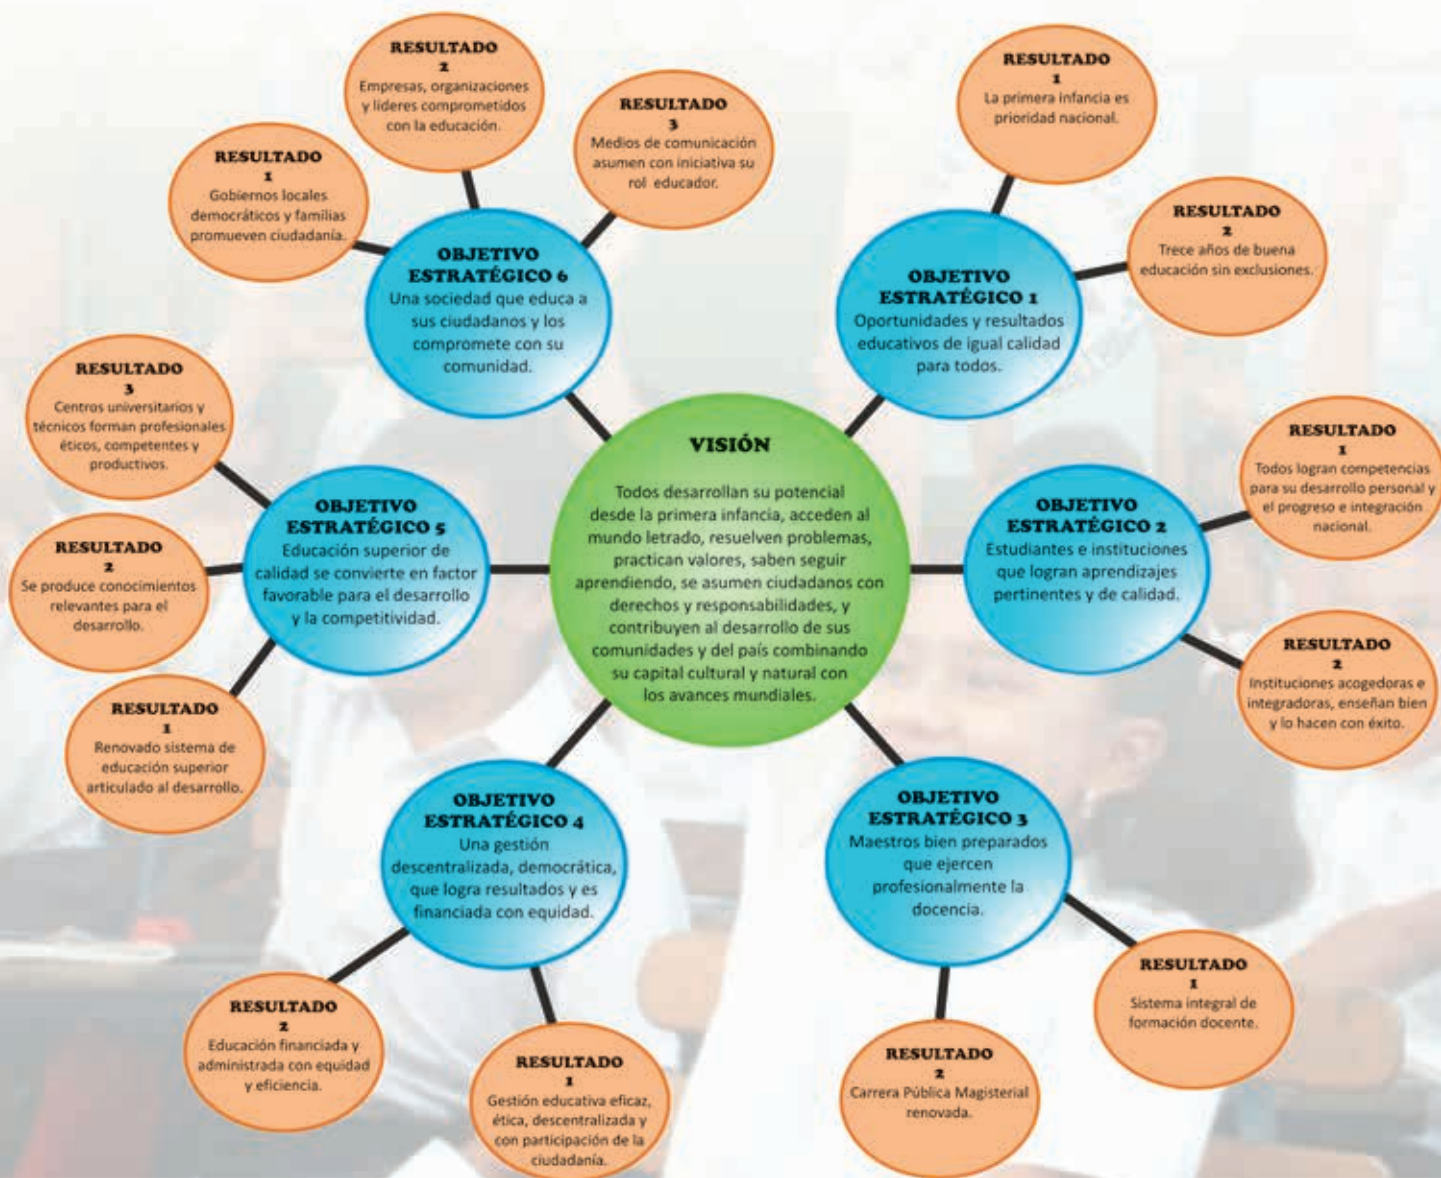 VISIÓN
Todos desarrollan su potencial
desde la primera infancia, acceden al
mundo letrado, resuelven problemas,
practican valores, saben seguir
aprendiendo, se asumen ciudadanos con
derechos y responsabilidades, y
contribuyen al desarrollo de sus
comunidades y del país combinando
su capital cultural y natural con
los avances mundiales.
OBJETIVO
ESTRATÉGICO 1
Oportunidades y resultados
educativos de igual calidad
para todos.
RESULTADO
1
La primera infancia es
prioridad nacional.
RESULTADO
2
Trece años de buena
educación sin exclusiones.
OBJETIVO
ESTRATÉGICO 2
Estudiantes e instituciones
que logran aprendizajes
pertinentes y de calidad.
RESULTADO
1
Todos logran competencias
para su desarrollo personal y
el progreso e integración
nacional.
RESULTADO
2
Instituciones acogedoras e
integradoras, enseñan bien
y lo hacen con éxito.
OBJETIVO
ESTRATÉGICO 3
Maestros bien preparados
que ejercen
profesionalmente la
docencia.
RESULTADO
1
Sistema integral de
formación docente.
RESULTADO
2
Carrera Pública Magisterial
renovada.
OBJETIVO
ESTRATÉGICO 4
Una gestión
descentralizada, democrática,
que logra resultados y es
financiada con equidad.
RESULTADO
1
Gestión educativa eficaz,
ética, descentralizada y
con participación de la
ciudadanía.
RESULTADO
2
Educación financiada y
administrada con equidad
y eficiencia.
OBJETIVO
ESTRATÉGICO 5
Educación superior de
calidad se convierte en factor
favorable para el desarrollo
y la competitividad.
RESULTADO
1
Renovado sistema de
educación superior
articulado al desarrollo.
RESULTADO
2
Se produce conocimientos
relevantes para el
desarrollo.
RESULTADO
3
Centros universitarios y
técnicos forman profesionales
éticos, competentes y
productivos.
OBJETIVO
ESTRATÉGICO 6
Una sociedad que educa a
sus ciudadanos y los
compromete con su
comunidad.
RESULTADO
1
Gobiernos locales
democráticos y familias
promueven ciudadanía.
RESULTADO
2
Empresas, organizaciones
y líderes comprometidos
con la educación.
RESULTADO
3
Medios de comunicación
asumen con iniciativa su
rol educador.